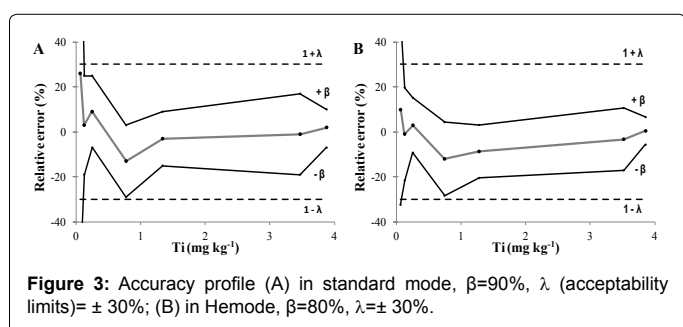 A
B
40
20
0
-20
-40
Relative error (%)
1+λ
+β
-β
1-λ
0 1 2 3 4
Ti (mg kg-1)
40
20
0
-20
-40
Relative error (%)
1+λ
+β
-β
1-λ
0 1 2 3 4
Ti (mg kg-1)
Figure 3: Accuracy profile (A) in standard mode, β=90%, λ (acceptability
limits)= ± 30%; (B) in Hemode, β=80%, λ=± 30%.